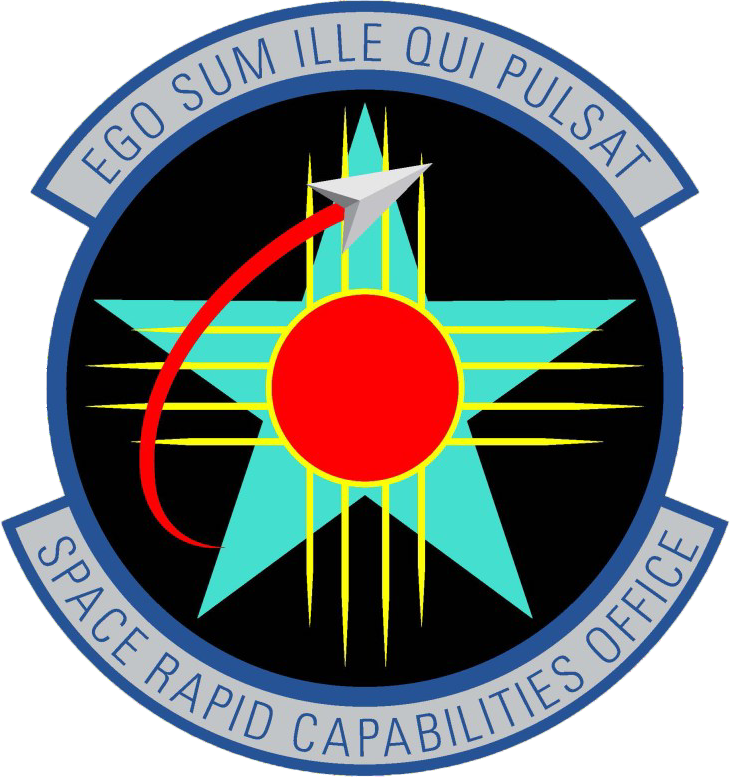 EGO SUM ILLE QUI PULSAT
SPACE RAPID CAPABILITIES OFFICE